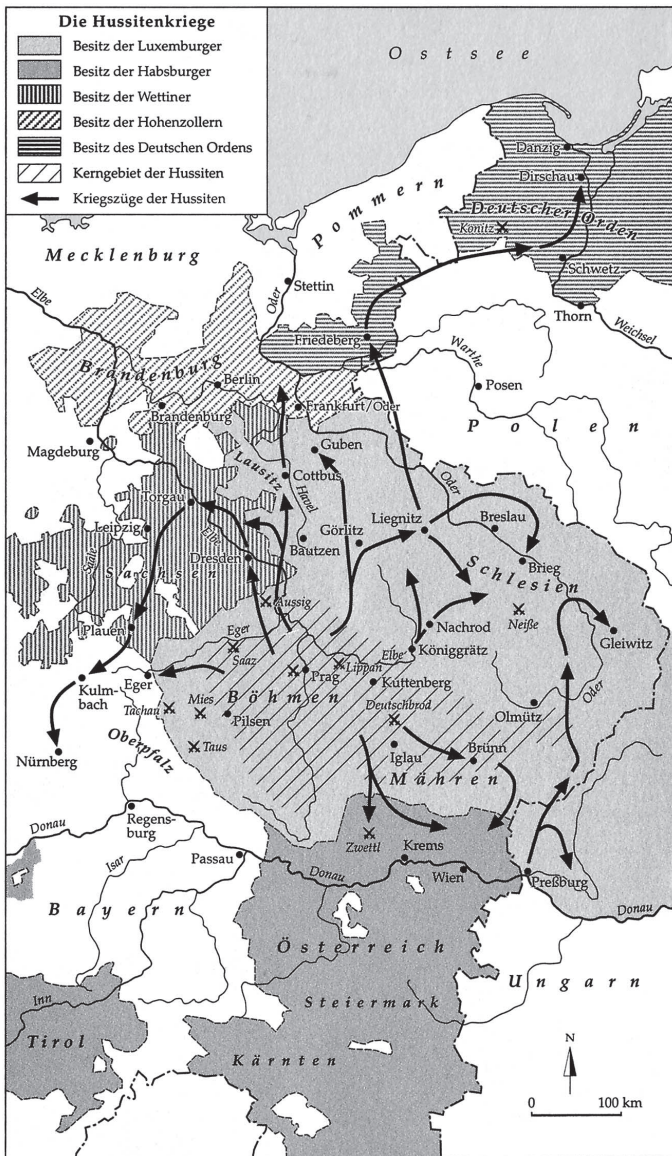 Die Hussitenkriege
Besitz der Luxemburger
Besitz der Habsburger
Besitz der Wettiner
Besitz der Hohenzollern
Besitz des Deutschen Ordens
Kerngebiet der Hussiten
Kriegszüge der Hussiten
Ostsee
Danzig
Dirschau
Pommern
Deutscher Orden
Konitz
Mecklenburg
Schwetz
Stettin
Oder
Elbe
Thorn
Weichsel
Friedeberg
Warthe
Brandenburg
Berlin
Posen
Brandenburg
Frankfurt/Oder
Polen
Magdeburg
Guben
Lausitz
Cottbus
Havel
Oder
Torgau
Liegnitz
Breslau
Leipzig
Elbe
Görlitz
Bautzen
Saale
Dresden
Sachsen
Schlesien
Brieg
Aussig
Neiße
Plauen
Eger
Saaz
Nachrod
Gleiwitz
Elbe
Königgrätz
Lippan
Prag
Kulm-
bach
Eger
Böhmen
Kuttenberg
Oder
Tachau
Mies
Pilsen
Deutschbrod
Olmütz
Oberpfalz
Taus
Iglau
Brünn
Nürnberg
Mähren
Regens-
burg
Donau
Zwettl
Isar
Passau
Krems
Donau
Wien
Preßburg
Bayern
Donau
Österreich
Ungarn
Inn
Steiermark
Tirol
Kärnten
N
0 100 km